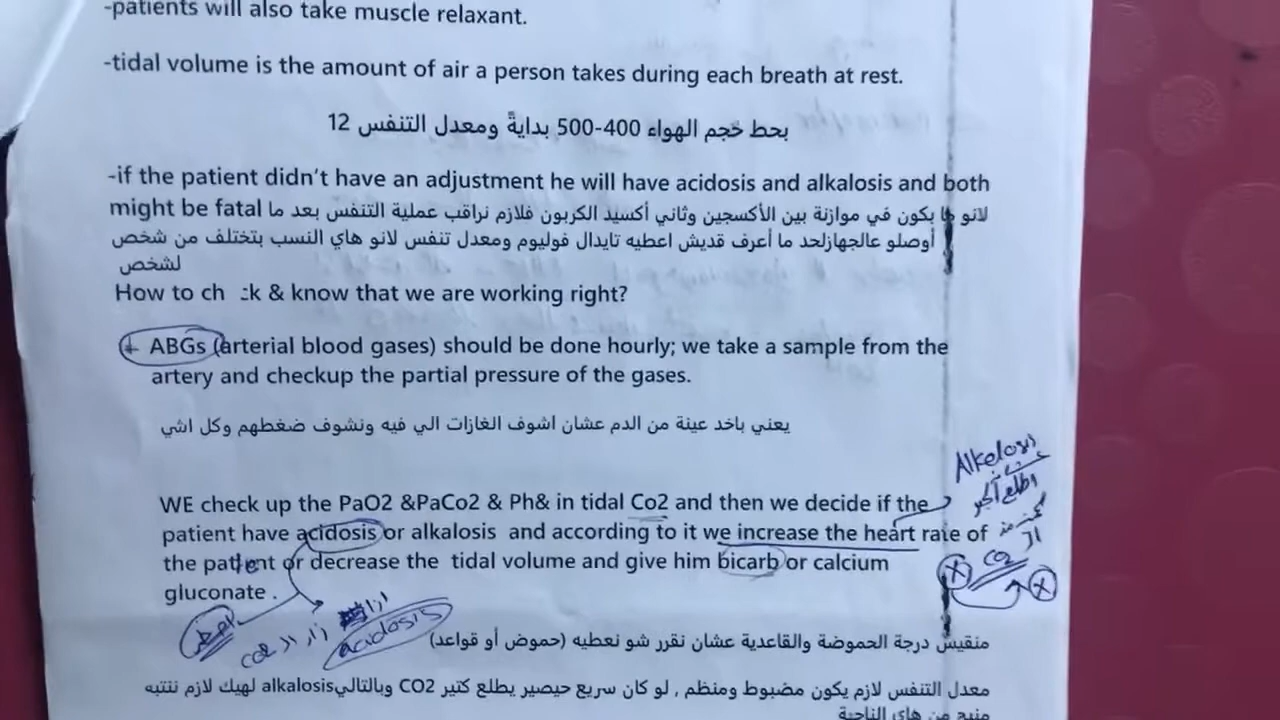 -patients will also take muscle relaxant.
-tidal volume is the amount of air a person takes during each breath at rest.
بحط حجم الهواء 400-500 بدايةً ومعدل التنفس 12
-if the patient didn't have an adjustment he will have acidosis and alkalosis and both
might be fatal لانو ما يكون في موازنة بين الأكسجين وثاني أكسيد الكربون فلازم نراقب عملية التنفس بعد ما
أوصلو عالجهازلحد ما أعرف قديش اعطيه تايدال فوليوم ومعدل تنفس لانو هاي النسب بتختلف من شخص
لشخص
How to ch :k & know that we are working right?
ABGs (arterial blood gases) should be done hourly; we take a sample from the
artery and checkup the partial pressure of the gases.
يعني باخد عينة من الدم عشان اشوف الغازات الي فيه ونشوف ضغطهم وكل اشي
Alkelosis
WE check up the PaO2 &PaCo2 & Ph& in tidal Co2 and then we decide if the
patient have acidosis or alkalosis and according to it we increase the heart rate of
the patient or decrease the tidal volume and give him bicarb or calcium
CO2
gluconate .
acidosis
CO2
منقيس درجة الحموضة والقاعدية عشان نقرر شو نعطيه (حموض أو قواعد)
معدل التنفس لازم يكون مضبوط ومنظم , لو كان سريع حيصير يطلع كتير CO2 وبالتاليalkalosis لهيك لازم ننتبه
منيح من هاي الناحية